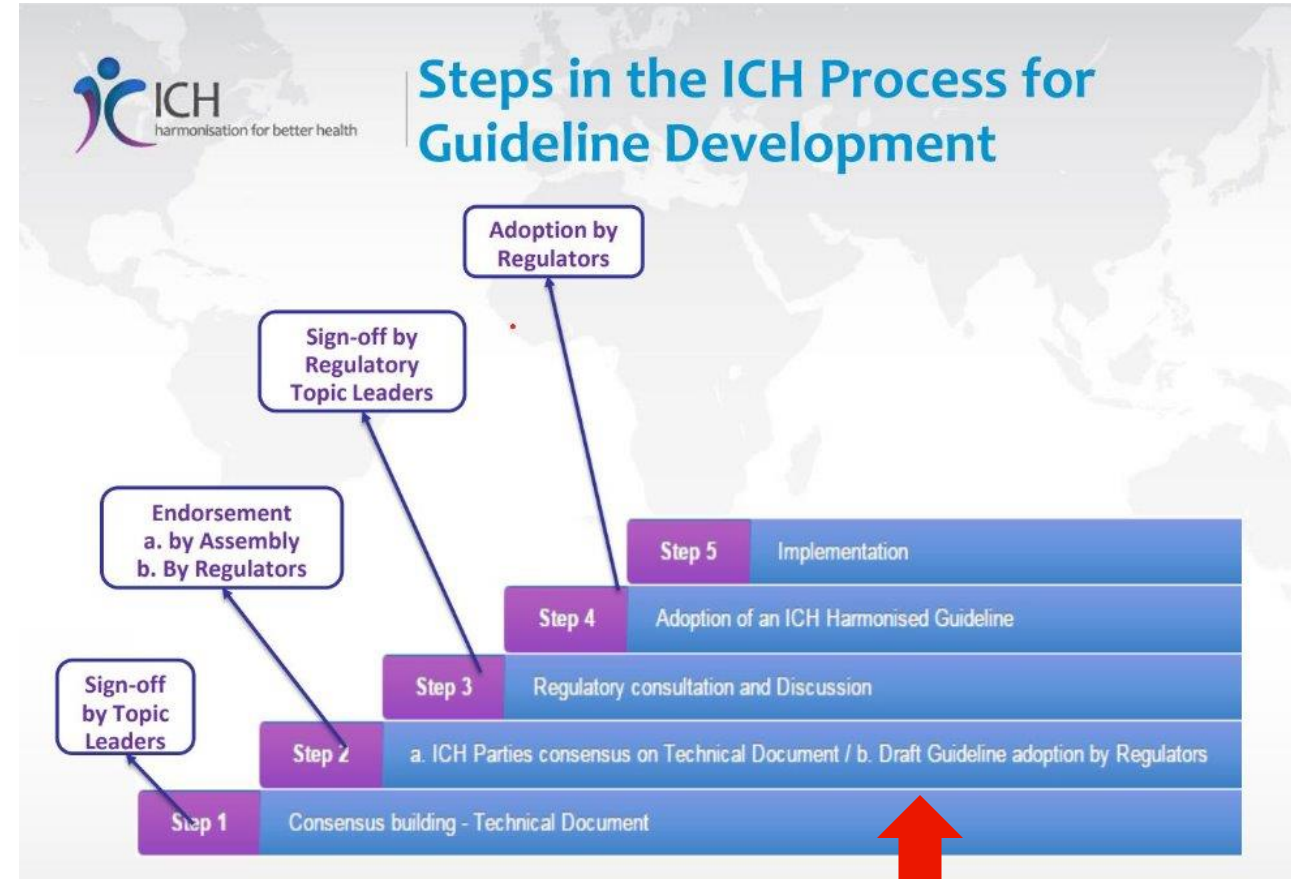 ICH
harmonisation for better health
Steps in the ICH Process for
Guideline Development
Adoption by
Regulators
Sign-off by
Regulatory
Topic Leaders
Endorsement
a. by Assembly
b. By Regulators
Sign-off
by Topic
Leaders
Step 5 Implementation
Step 4 Adoption of an ICH Harmonised Guideline
Step 3 Regulatory consultation and Discussion
Step 2 a. ICH Parties consensus on Technical Document / b. Draft Guideline adoption by Regulators
Step 1 Consensus building - Technical Document